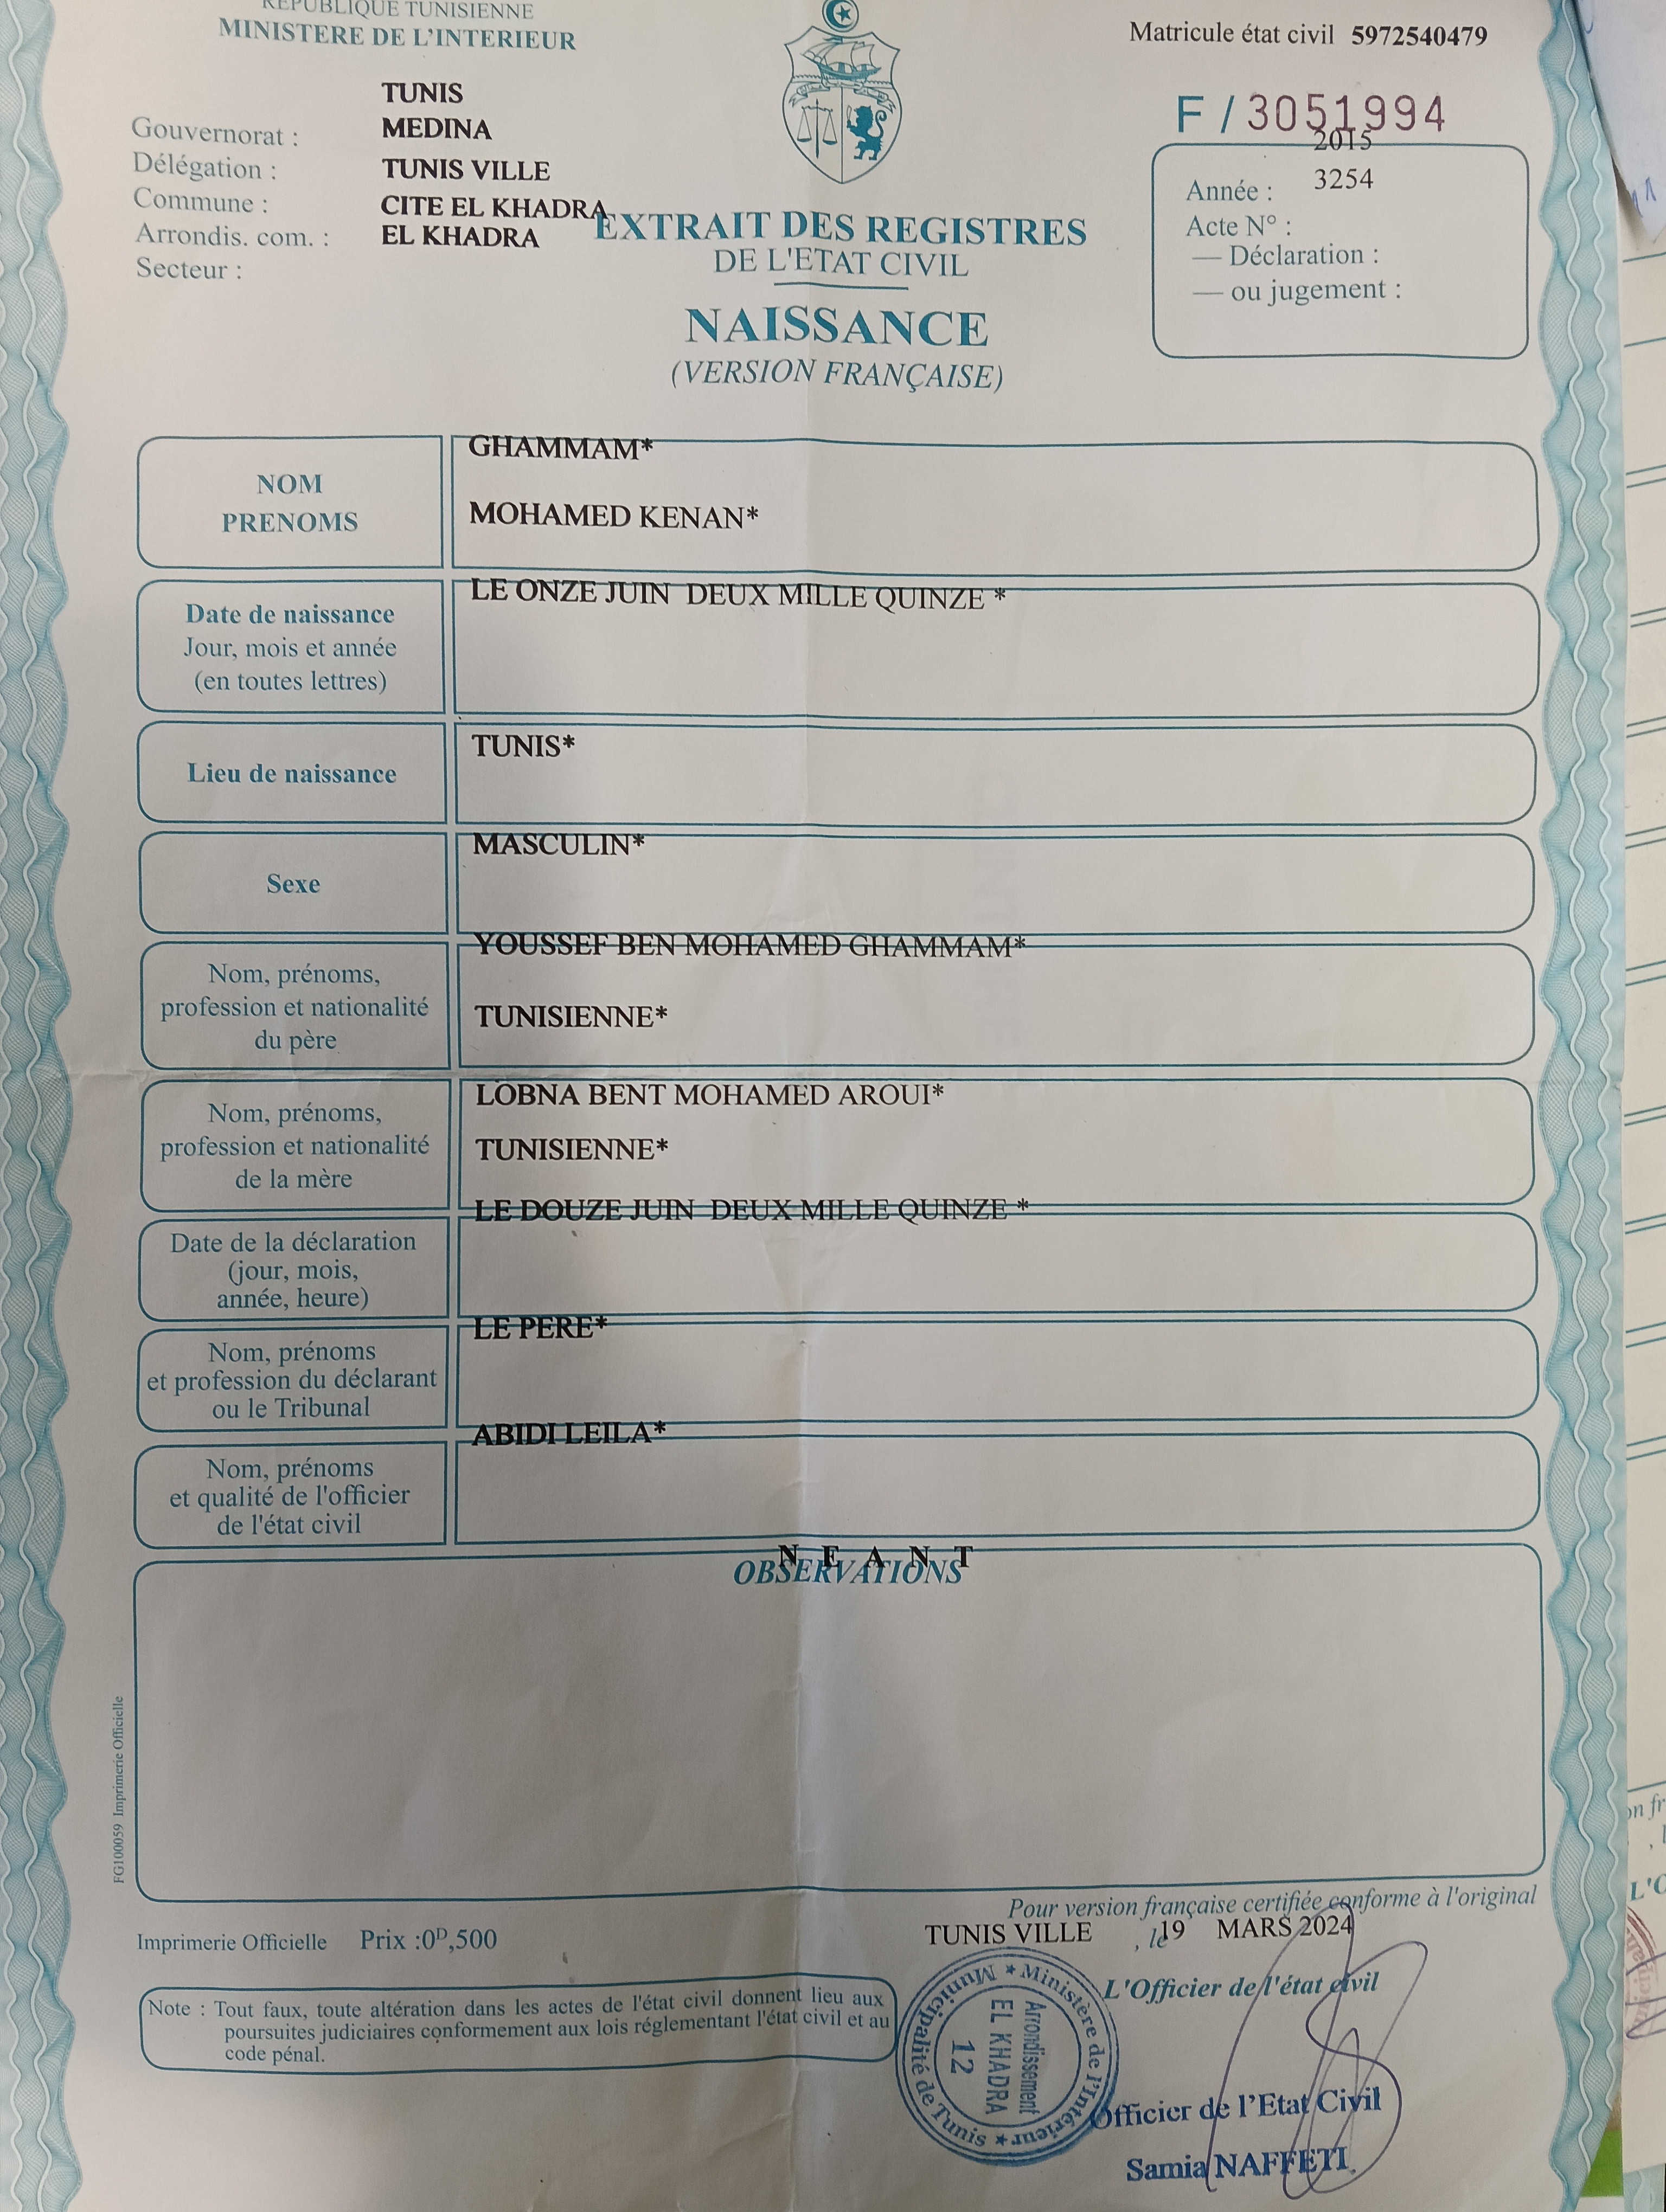 REPUBLIQUE TUNISIENNE
MINISTERE DE L'INTERIEUR
Matricule état civil 5972540479
F / 3051994
TUNIS
Gouvernorat : MEDINA
Délégation : TUNIS VILLE
Commune : CITE EL KHADRA
Arrondis. com. : EL KHADRA
Secteur :
2015
Année : 3254
Acte N° :
— Déclaration :
— ou jugement :
EXTRAIT DES REGISTRES
DE L'ETAT CIVIL
NAISSANCE
(VERSION FRANÇAISE)
NOM
PRENOMS
GHAMMAM*
MOHAMED KENAN*
Date de naissance
Jour, mois et année
(en toutes lettres)
LE ONZE JUIN DEUX MILLE QUINZE *
Lieu de naissance
TUNIS*
Sexe
MASCULIN*
Nom, prénoms,
profession et nationalité
du père
YOUSSEF BEN MOHAMED GHAMMAM*
TUNISIENNE*
Nom, prénoms,
profession et nationalité
de la mère
LOBNA BENT MOHAMED AROUI*
TUNISIENNE*
Date de la déclaration
(jour, mois,
année, heure)
LE DOUZE JUIN DEUX MILLE QUINZE *
Nom, prénoms
et profession du déclarant
ou le Tribunal
LE PERE*
Nom, prénoms
et qualité de l'officier
de l'état civil
ABIDI LEILA*
N E A N T
OBSERVATIONS
FG100059 Imprimerie Officielle
Pour version française certifiée conforme à l'original
TUNIS VILLE , le 19 MARS 2024
L'Officier de l'état civil
Imprimerie Officielle Prix :0ᴰ,500
Note : Tout faux, toute altération dans les actes de l'état civil donnent lieu aux
poursuites judiciaires conformement aux lois réglementant l'état civil et au
code pénal.
Ministère de l'Intérieur * Municipalité de Tunis *
Arrondissement
EL KHADRA
12
Officier de l'Etat Civil
Samia NAFFETI